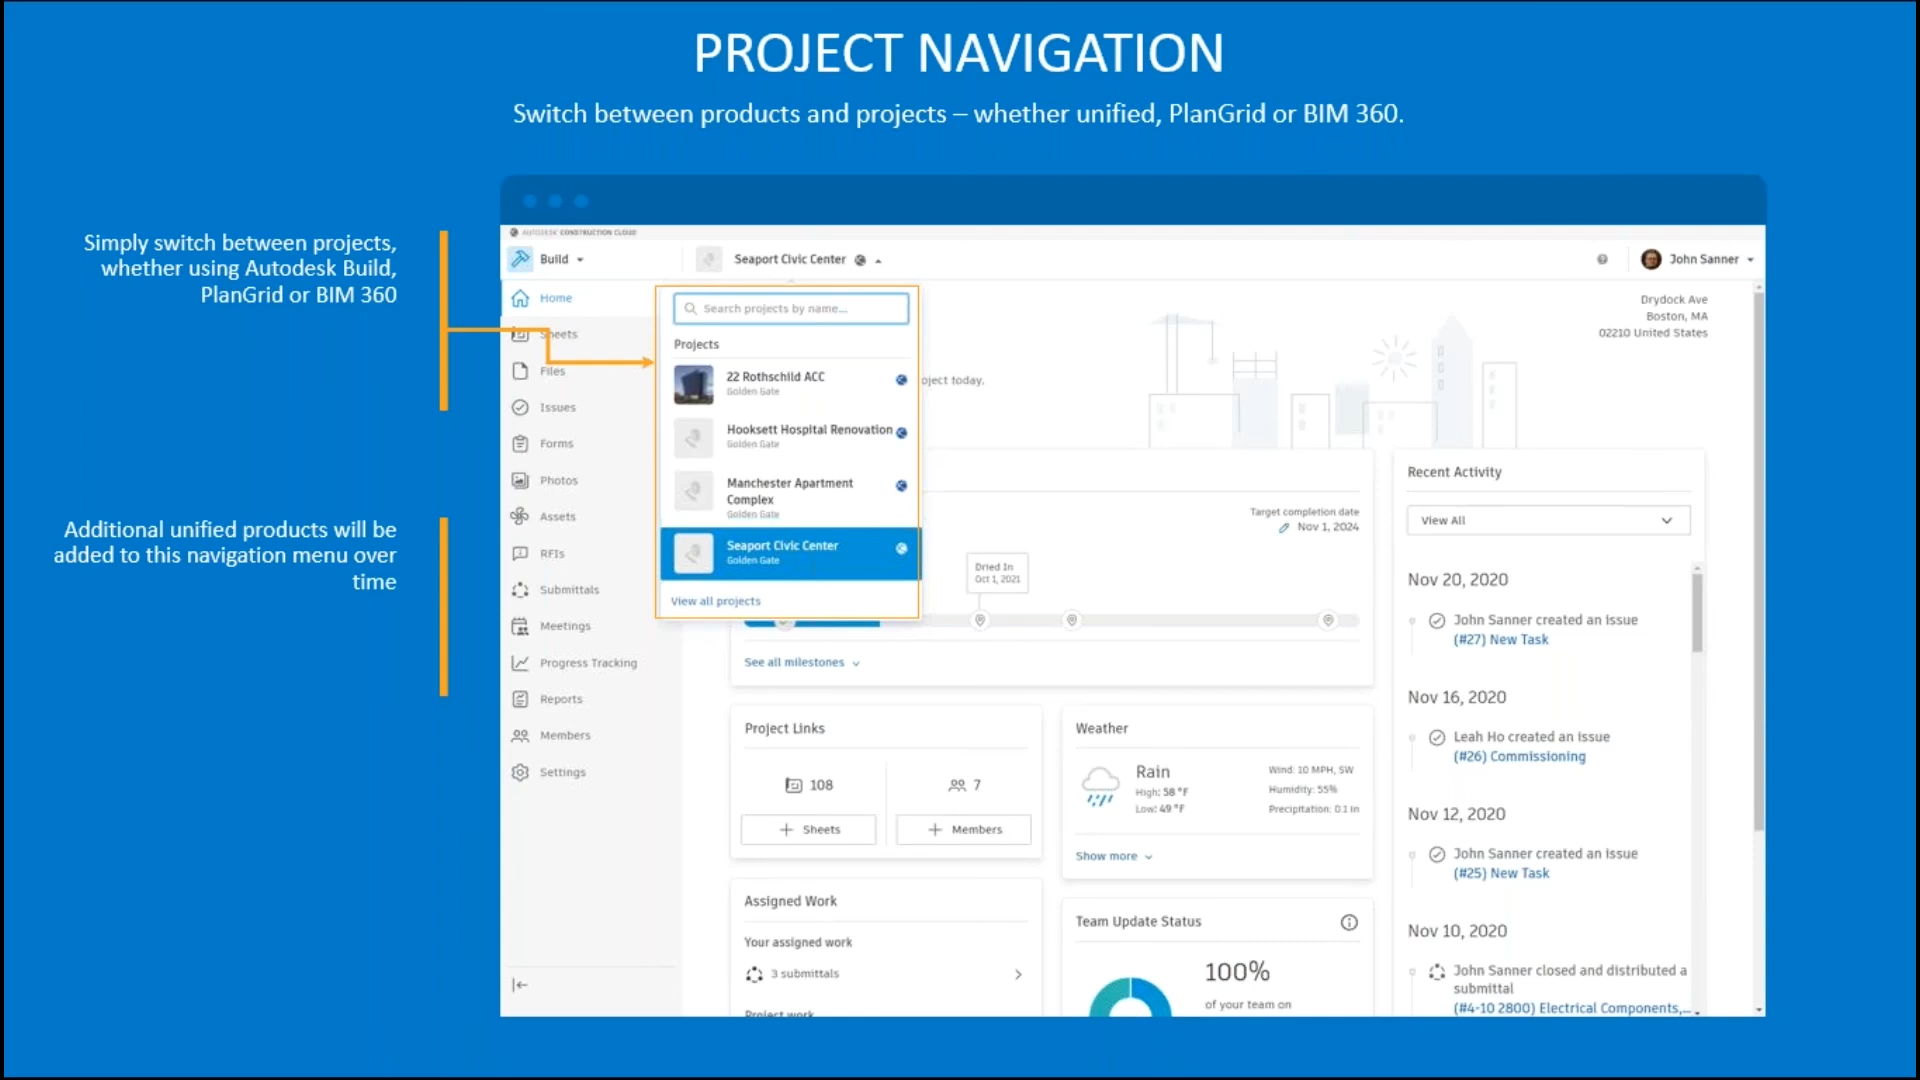 PROJECT NAVIGATION
Switch between products and projects – whether unified, PlanGrid or BIM 360.
Simply switch between projects,
whether using Autodesk Build,
PlanGrid or BIM 360
Additional unified products will be
added to this navigation menu over
time
AUTODESK CONSTRUCTION CLOUD
Build
Seaport Civic Center
John Sanner
Home
Sheets
Files
Issues
Forms
Photos
Assets
RFIs
Submittals
Meetings
Progress Tracking
Reports
Members
Settings
Search projects by name...
Projects
22 Rothschild ACC
Golden Gate
Hooksett Hospital Renovation
Golden Gate
Manchester Apartment
Complex
Golden Gate
Seaport Civic Center
Golden Gate
View all projects
oject today.
Drydock Ave
Boston, MA
02210 United States
Target completion date
Nov 1, 2024
Dried In
Oct 1, 2021
See all milestones
Project Links
108
7
+ Sheets
+ Members
Assigned Work
Your assigned work
3 submittals
Project work
Weather
Rain
High: 58 °F
Low: 49 °F
Wind: 10 MPH, SW
Humidity: 55%
Precipitation: 0.1 in
Show more
Team Update Status
100%
of your team on
Recent Activity
View All
Nov 20, 2020
John Sanner created an issue
(#27) New Task
Nov 16, 2020
Leah Ho created an issue
(#26) Commissioning
Nov 12, 2020
John Sanner created an issue
(#25) New Task
Nov 10, 2020
John Sanner closed and distributed a
submittal
(#4-10 2800) Electrical Components,...